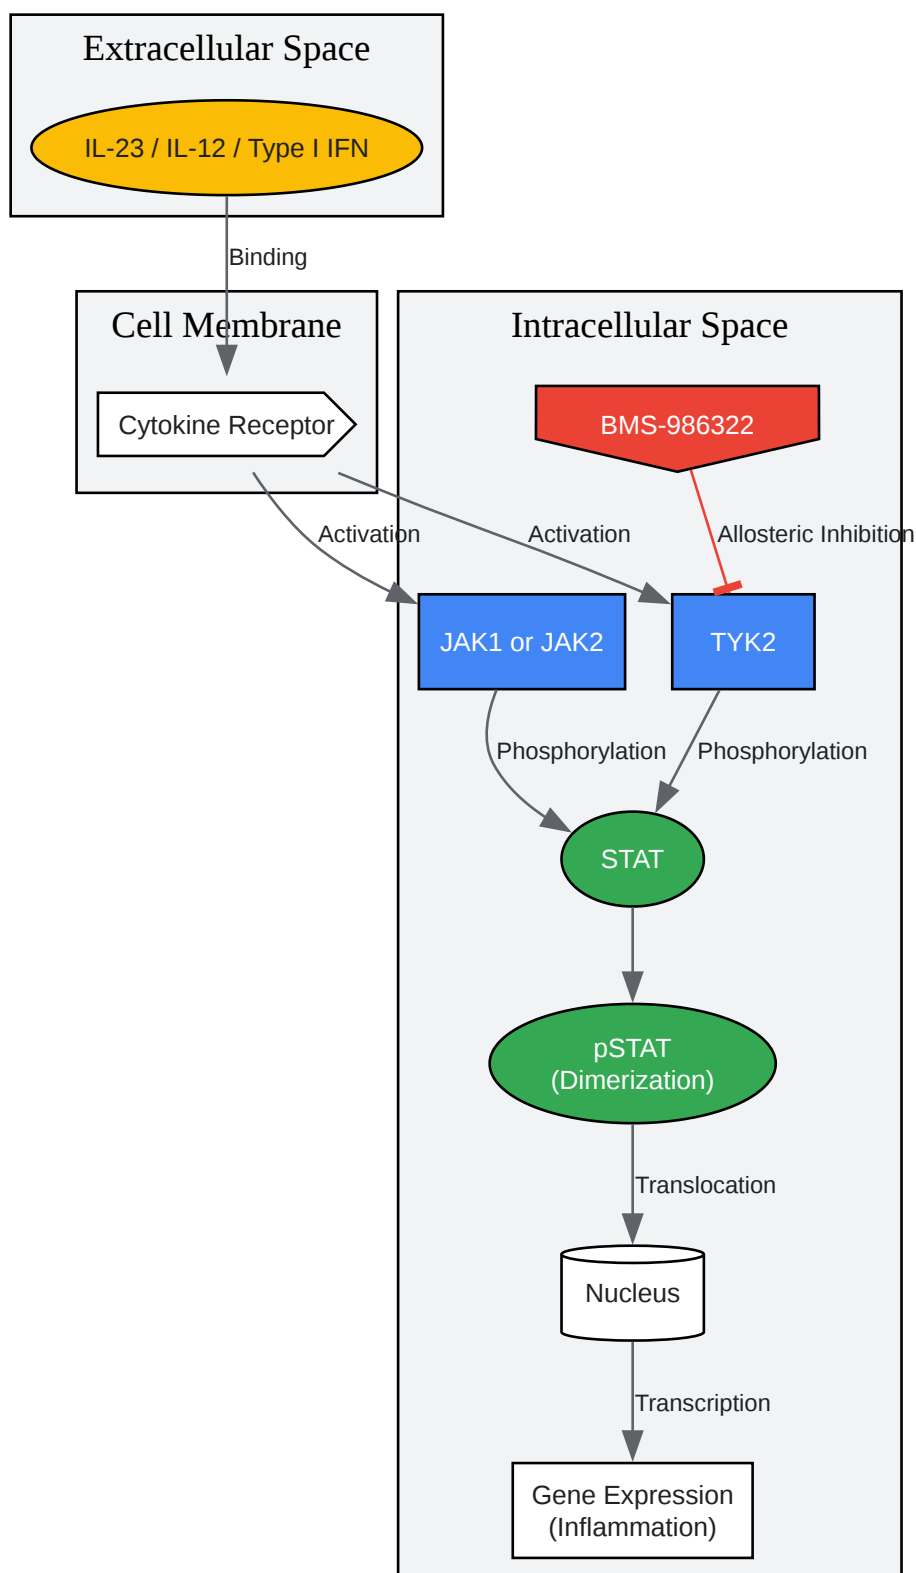 Extracellular Space
IL-23 / IL-12 / Type I IFN
Binding
Cell Membrane
Intracellular Space
Cytokine Receptor
BMS-986322
Activation
Activation
Allosteric Inhibition
JAK1 or JAK2
TYK2
Phosphorylation
Phosphorylation
STAT
pSTAT
(Dimerization)
Translocation
Nucleus
Transcription
Gene Expression
(Inflammation)